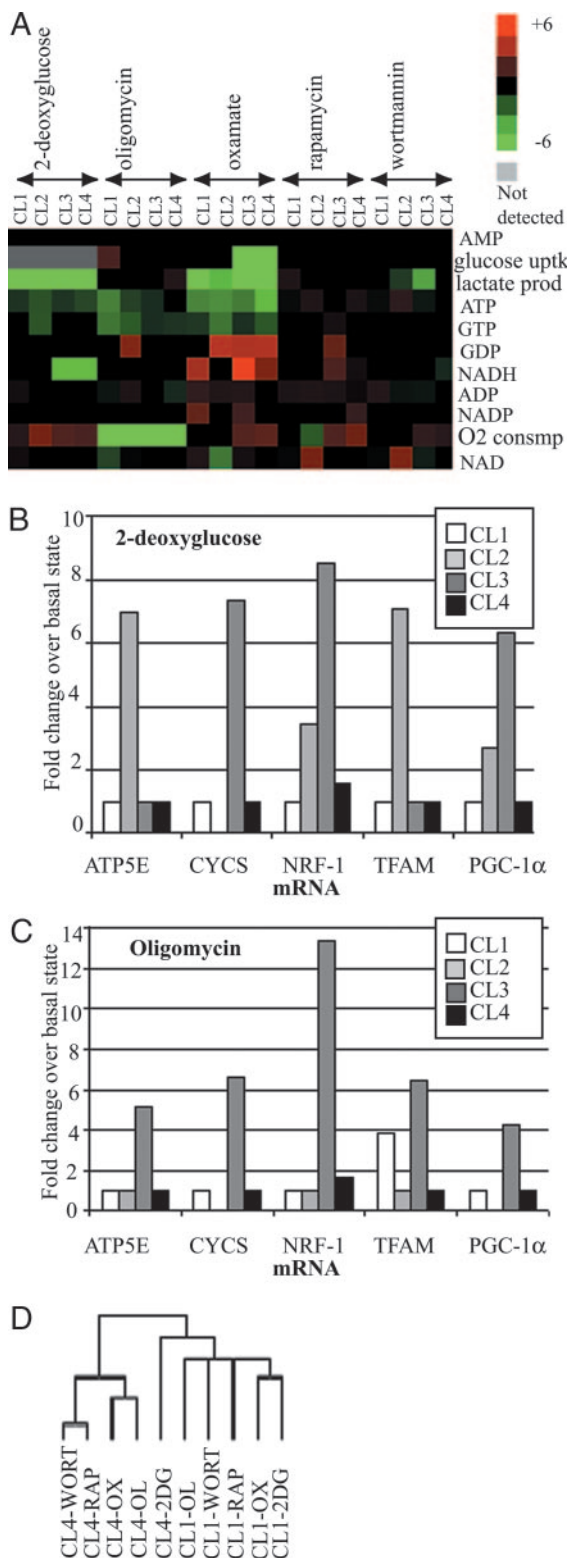 A
+6
-6
Not
detected
2-deoxyglucose
oligomycin
oxamate
rapamycin
wortmannin
CL1 CL2 CL3 CL4 CL1 CL2 CL3 CL4 CL1 CL2 CL3 CL4 CL1 CL2 CL3 CL4 CL1 CL2 CL3 CL4
AMP
glucose uptk
lactate prod
ATP
GTP
GDP
NADH
ADP
NADP
O2 consmp
NAD
B
2-deoxyglucose
CL1
CL2
CL3
CL4
Fold change over basal state
10
8
6
4
2
0
ATP5E CYCS NRF-1 TFAM PGC-1α
mRNA
C
Oligomycin
CL1
CL2
CL3
CL4
Fold change over basal state
14
12
10
8
6
4
2
0
ATP5E CYCS NRF-1 TFAM PGC-1α
mRNA
D
CL4-WORT
CL4-RAP
CL4-OX
CL4-OL
CL4-2DG
CL1-OL
CL1-WORT
CL1-RAP
CL1-OX
CL1-2DG